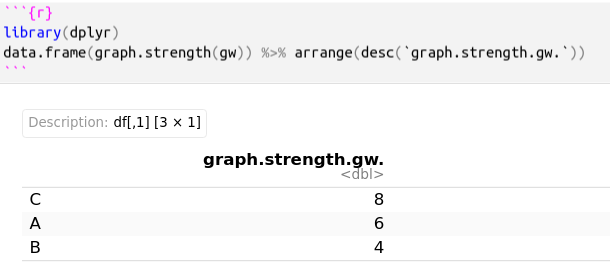 ```{r}
library(dplyr)
data.frame(graph.strength(gw)) %>% arrange(desc(`graph.strength.gw.`))
```
Description: df[,1] [3 × 1]
graph.strength.gw.
<dbl>
C 8
A 6
B 4